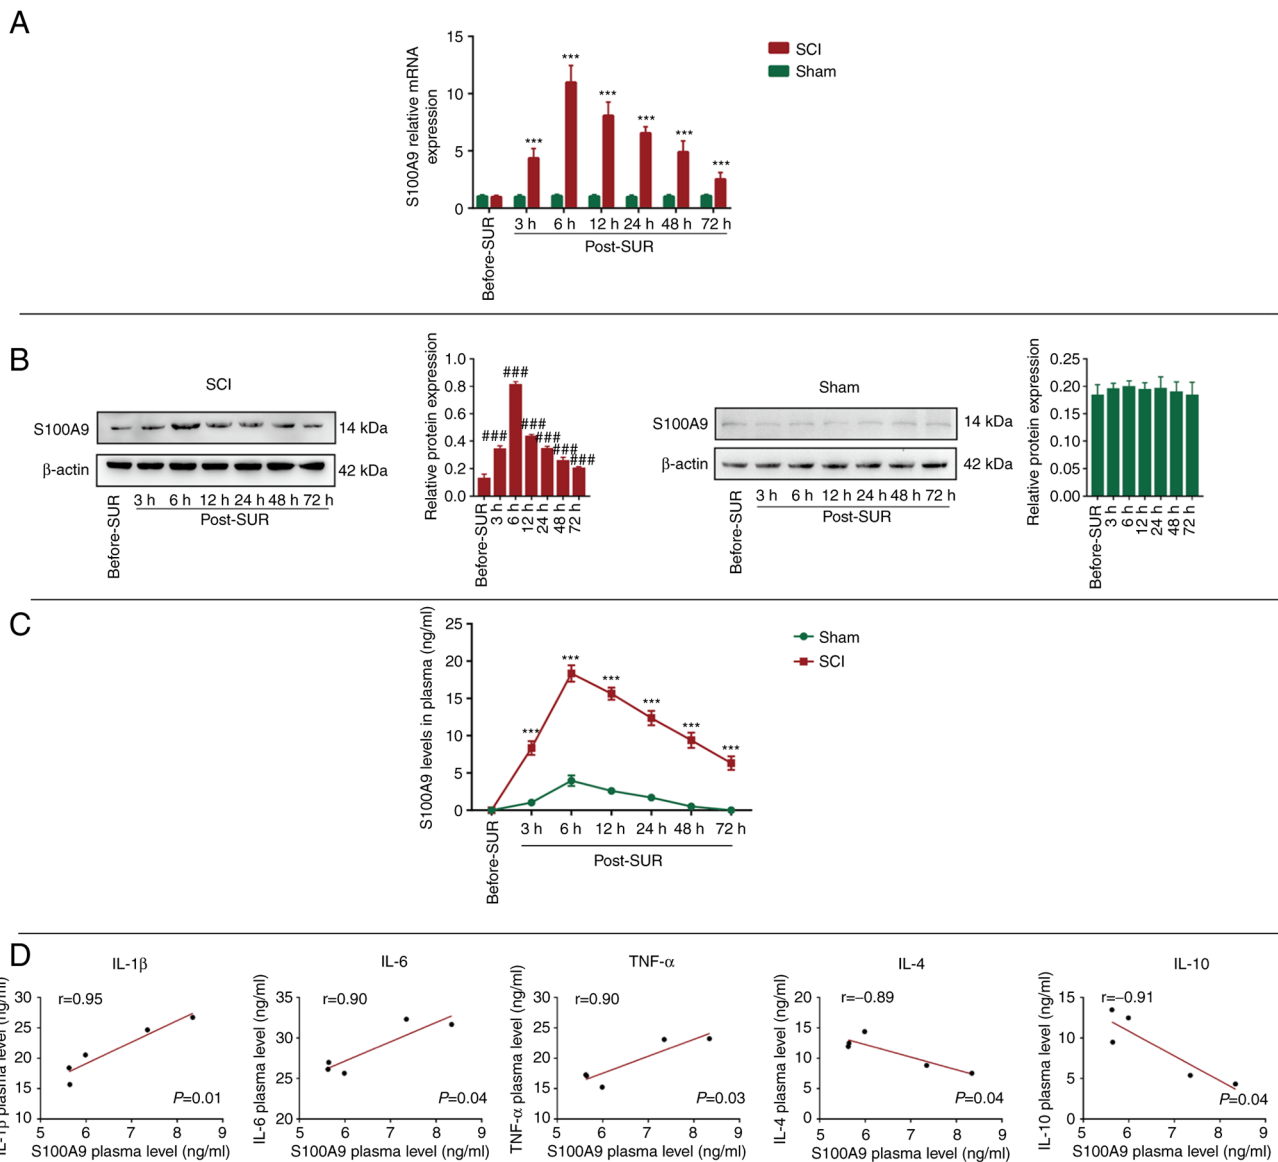 A
S100A9 relative mRNA
expression
15
10
5
0
***
***
***
***
***
***
SCI
Sham
Before-SUR
3 h
6 h
12 h
24 h
48 h
72 h
Post-SUR
B
SCI
S100A9
14 kDa
β-actin
42 kDa
Before-SUR
3 h
6 h
12 h
24 h
48 h
72 h
Post-SUR
Relative protein expression
1.0
0.8
0.6
0.4
0.2
0.0
###
###
###
###
###
###
Before-SUR
3 h
6 h
12 h
24 h
48 h
72 h
Sham
S100A9
14 kDa
β-actin
42 kDa
Before-SUR
3 h
6 h
12 h
24 h
48 h
72 h
Post-SUR
Relative protein expression
0.25
0.20
0.15
0.10
0.05
0.00
Before-SUR
3 h
6 h
12 h
24 h
48 h
72 h
C
S100A9 levels in plasma (ng/ml)
25
20
15
10
5
0
***
***
***
***
***
***
Sham
SCI
Before-SUR
3 h
6 h
12 h
24 h
48 h
72 h
Post-SUR
D
IL-1β
IL-1β plasma level (ng/ml)
30
25
20
15
10
r=0.95
P=0.01
5 6 7 8 9
S100A9 plasma level (ng/ml)
IL-6
IL-6 plasma level (ng/ml)
35
30
25
20
r=0.90
P=0.04
5 6 7 8 9
S100A9 plasma level (ng/ml)
TNF-α
TNF-α plasma level (ng/ml)
30
25
20
15
10
r=0.90
P=0.03
5 6 7 8 9
S100A9 plasma level (ng/ml)
IL-4
IL-4 plasma level (ng/ml)
20
15
10
5
0
r=−0.89
P=0.04
5 6 7 8 9
S100A9 plasma level (ng/ml)
IL-10
IL-10 plasma level (ng/ml)
15
10
5
0
r=−0.91
P=0.04
5 6 7 8 9
S100A9 plasma level (ng/ml)